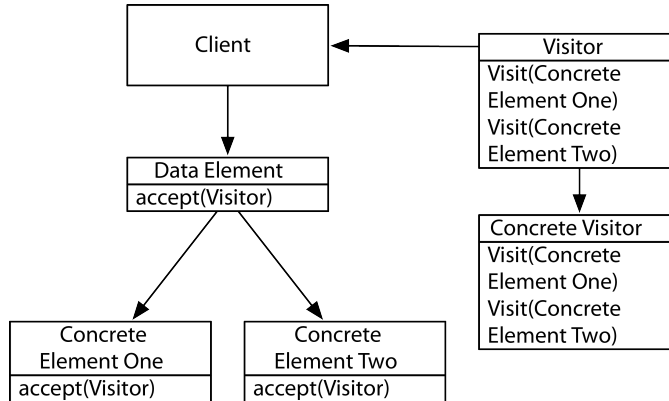 Client
Visitor
Visit(Concrete
Element One)
Visit(Concrete
Element Two)
Data Element
accept(Visitor)
Concrete Visitor
Visit(Concrete
Element One)
Visit(Concrete
Element Two)
Concrete
Element One
accept(Visitor)
Concrete
Element Two
accept(Visitor)